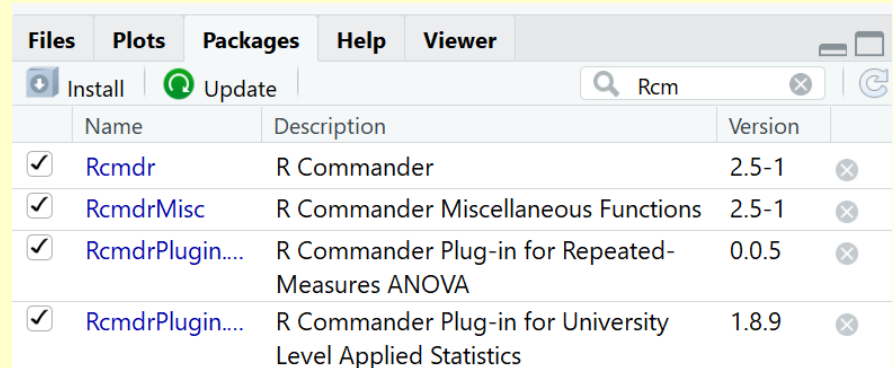 Files Plots Packages Help Viewer
Install Update Rcm
Name Description Version
Rcmdr R Commander 2.5-1
RcmdrMisc R Commander Miscellaneous Functions 2.5-1
RcmdrPlugin.... R Commander Plug-in for Repeated- 0.0.5
Measures ANOVA
RcmdrPlugin.... R Commander Plug-in for University 1.8.9
Level Applied Statistics